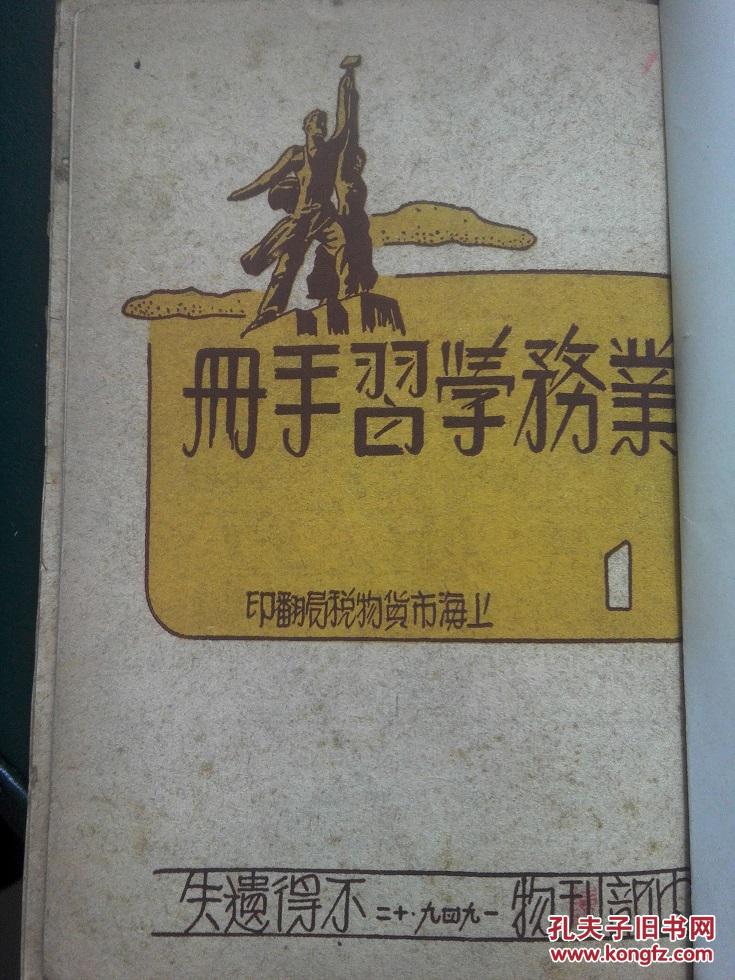 業務學習手冊
1
上海市貨物稅局翻印
內部刊物 一九四九·十二 不得遺失
孔夫子旧书网
www.kongfz.com